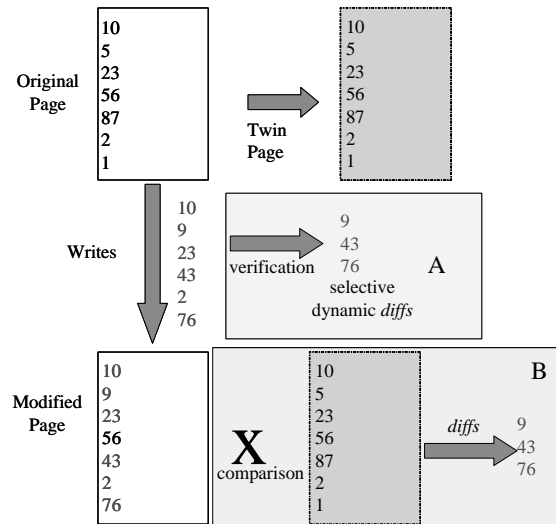 10
5
23
56
87
2
1
Original
Page
Twin
Page
10
5
23
56
87
2
1
Writes
10
9
23
43
2
76
verification
9
43
76
selective
dynamic diffs
A
Modified
Page
10
9
23
56
43
2
76
X
comparison
10
5
23
56
87
2
1
B
diffs
9
43
76